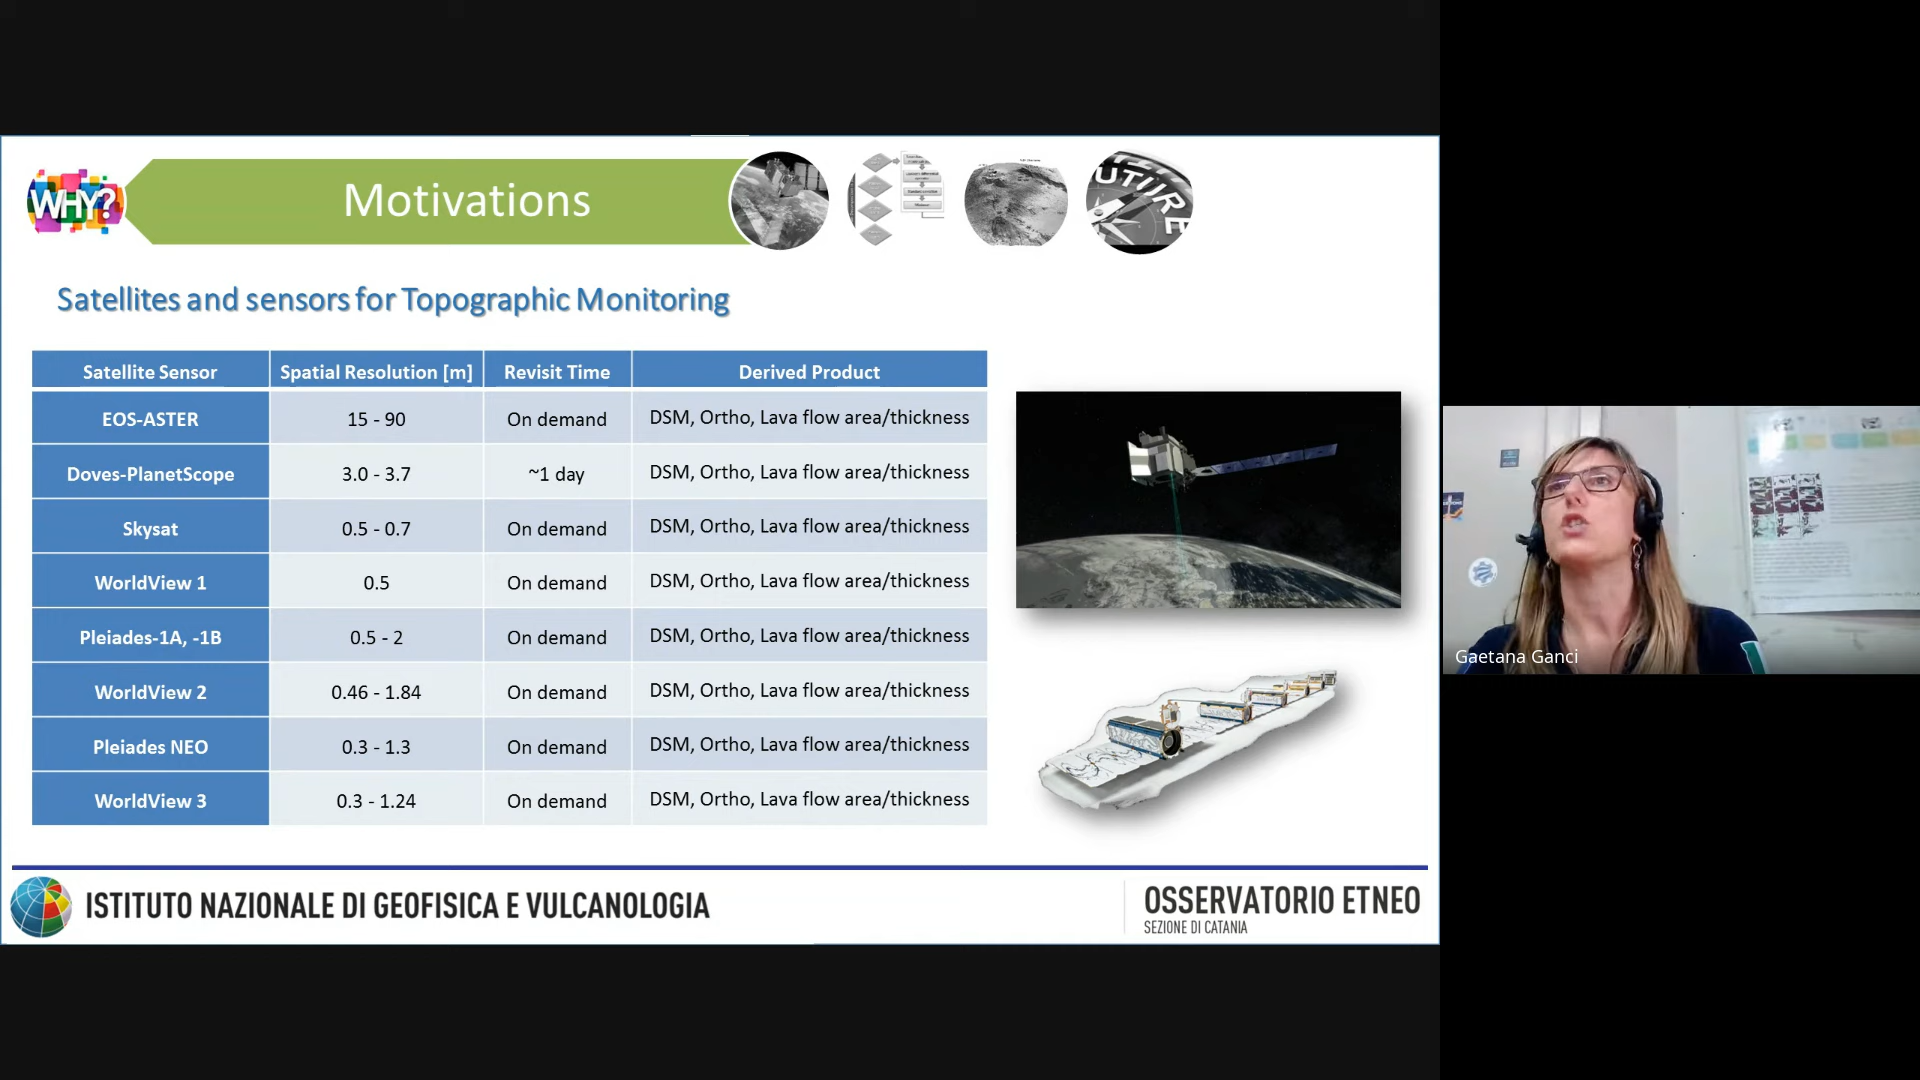 WHY?
Motivations
UTURE
Satellites and sensors for Topographic Monitoring
Satellite Sensor Spatial Resolution [m] Revisit Time Derived Product
EOS-ASTER 15 - 90 On demand DSM, Ortho, Lava flow area/thickness
Doves-PlanetScope 3.0 - 3.7 ~1 day DSM, Ortho, Lava flow area/thickness
Skysat 0.5 - 0.7 On demand DSM, Ortho, Lava flow area/thickness
WorldView 1 0.5 On demand DSM, Ortho, Lava flow area/thickness
Pleiades-1A, -1B 0.5 - 2 On demand DSM, Ortho, Lava flow area/thickness
WorldView 2 0.46 - 1.84 On demand DSM, Ortho, Lava flow area/thickness
Pleiades NEO 0.3 - 1.3 On demand DSM, Ortho, Lava flow area/thickness
WorldView 3 0.3 - 1.24 On demand DSM, Ortho, Lava flow area/thickness
Gaetana Ganci
ISTITUTO NAZIONALE DI GEOFISICA E VULCANOLOGIA
OSSERVATORIO ETNEO
SEZIONE DI CATANIA